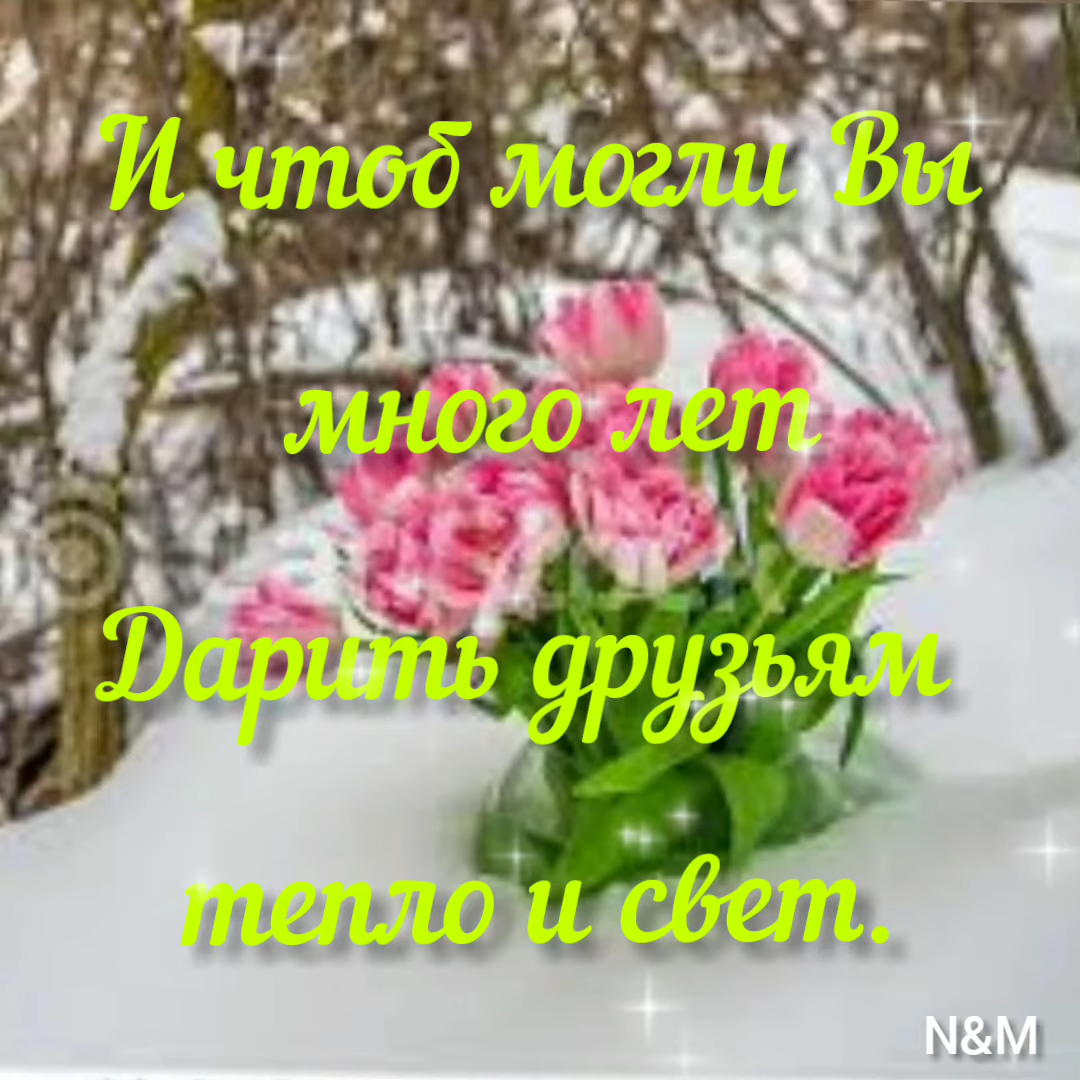 И чтоб могли Вы
много лет
Дарить друзьям
тепло и свет.
N&M